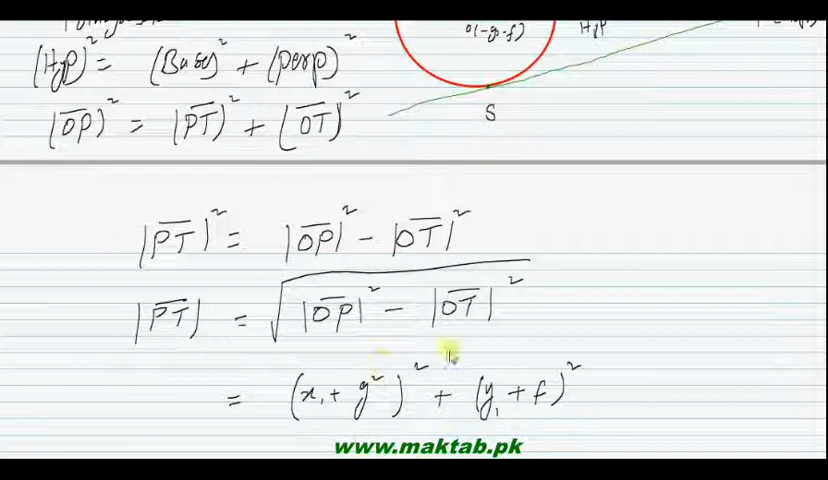 O(-g,-f) Hyp
(Hyp)² = (Base)² + (perp)²
|OP|² = |PT|² + (OT)²
S
|PT|² = |OP|² - |OT|²
|PT| = √|OP|² - |OT|²
= (x₁ + g²)² + (y₁ + f)²
www.maktab.pk